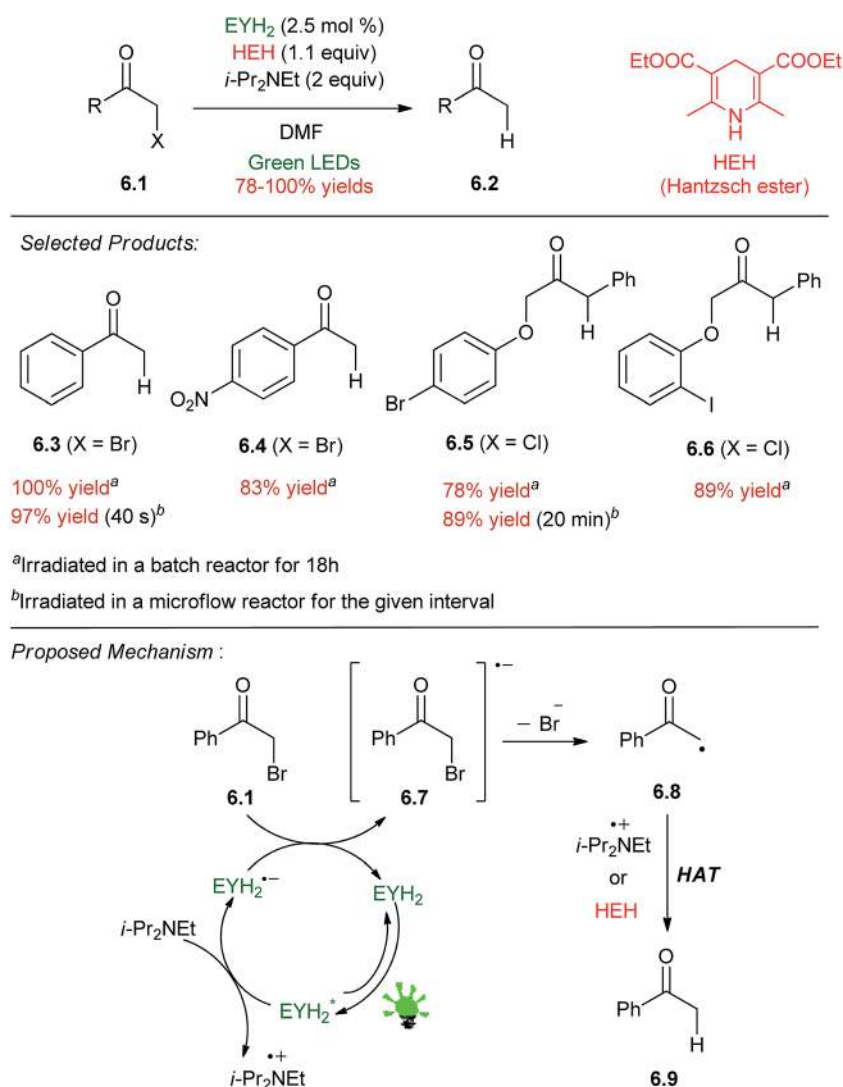 EYH₂ (2.5 mol %)
HEH (1.1 equiv)
i-Pr₂NEt (2 equiv)
DMF
Green LEDs
78-100% yields
O
R
X
6.1
O
R
H
6.2
EtOOC
COOEt
N
H
HEH
(Hantzsch ester)
Selected Products:
O
H
6.3 (X = Br)
100% yieldᵃ
97% yield (40 s)ᵇ
O
O₂N
H
6.4 (X = Br)
83% yieldᵃ
O
Ph
O
H
Br
6.5 (X = Cl)
78% yieldᵃ
89% yield (20 min)ᵇ
O
Ph
O
H
I
6.6 (X = Cl)
89% yieldᵃ
ᵃIrradiated in a batch reactor for 18h
ᵇIrradiated in a microflow reactor for the given interval
Proposed Mechanism :
O
Ph
Br
6.1
O
Ph
Br
•−
6.7
− Br⁻
O
Ph
•
6.8
EYH₂•−
EYH₂
i-Pr₂NEt
EYH₂*
•+
i-Pr₂NEt
•+
i-Pr₂NEt
or
HEH
HAT
O
Ph
H
6.9